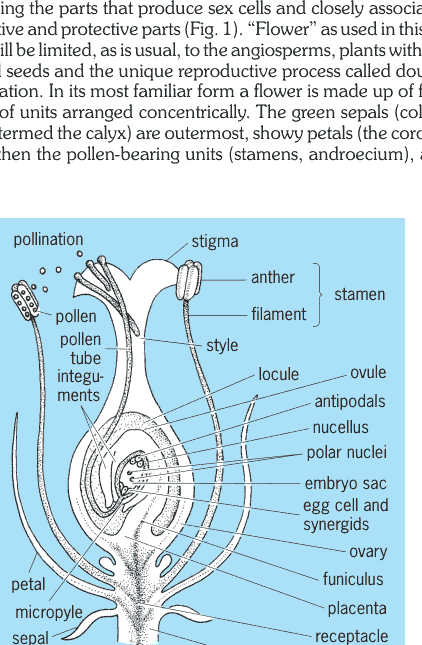 ing the parts that produce sex cells and closely associa
tive and protective parts (Fig. 1). “Flower” as used in this
ill be limited, as is usual, to the angiosperms, plants with
d seeds and the unique reproductive process called dou
ation. In its most familiar form a flower is made up of f
of units arranged concentrically. The green sepals (col
termed the calyx) are outermost, showy petals (the coro
then the pollen-bearing units (stamens, androecium), a
pollination
stigma
anther
stamen
filament
pollen
pollen
tube
style
integu-
ments
locule
ovule
antipodals
nucellus
polar nuclei
embryo sac
egg cell and
synergids
ovary
funiculus
petal
placenta
micropyle
receptacle
sepal